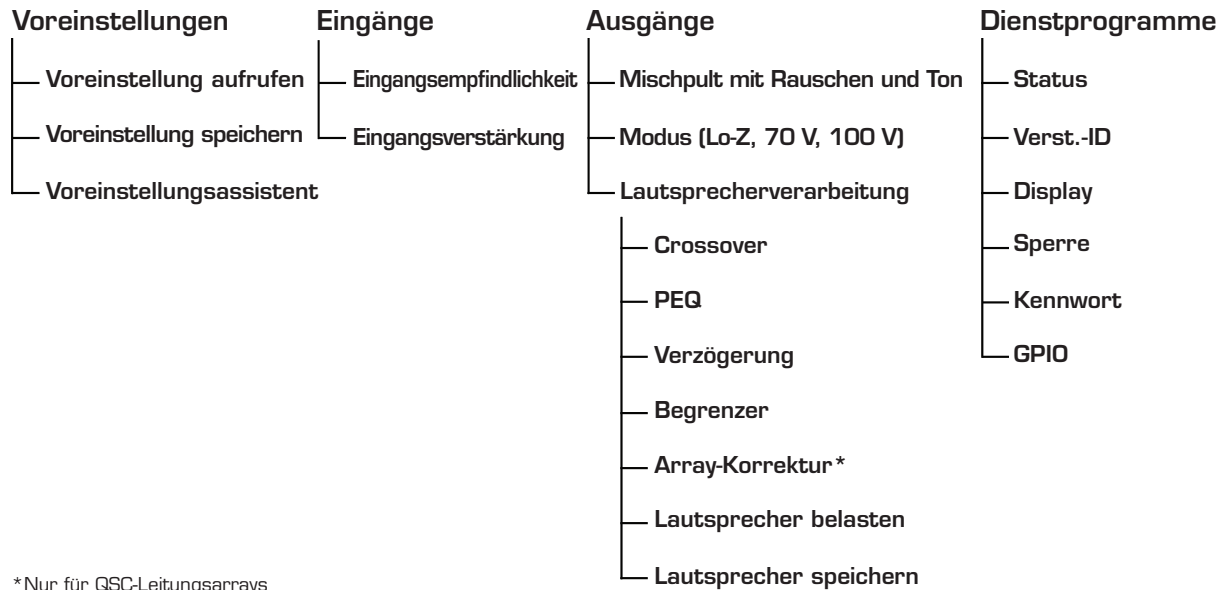 Voreinstellungen
Voreinstellung aufrufen
Voreinstellung speichern
Voreinstellungsassistent
Eingänge
Eingangsempfindlichkeit
Eingangsverstärkung
Ausgänge
Mischpult mit Rauschen und Ton
Modus (Lo-Z, 70 V, 100 V)
Lautsprecherverarbeitung
Crossover
PEQ
Verzögerung
Begrenzer
Array-Korrektur*
Lautsprecher belasten
Lautsprecher speichern
Dienstprogramme
Status
Verst.-ID
Display
Sperre
Kennwort
GPIO
*Nur für QSC-Leitungsarrays